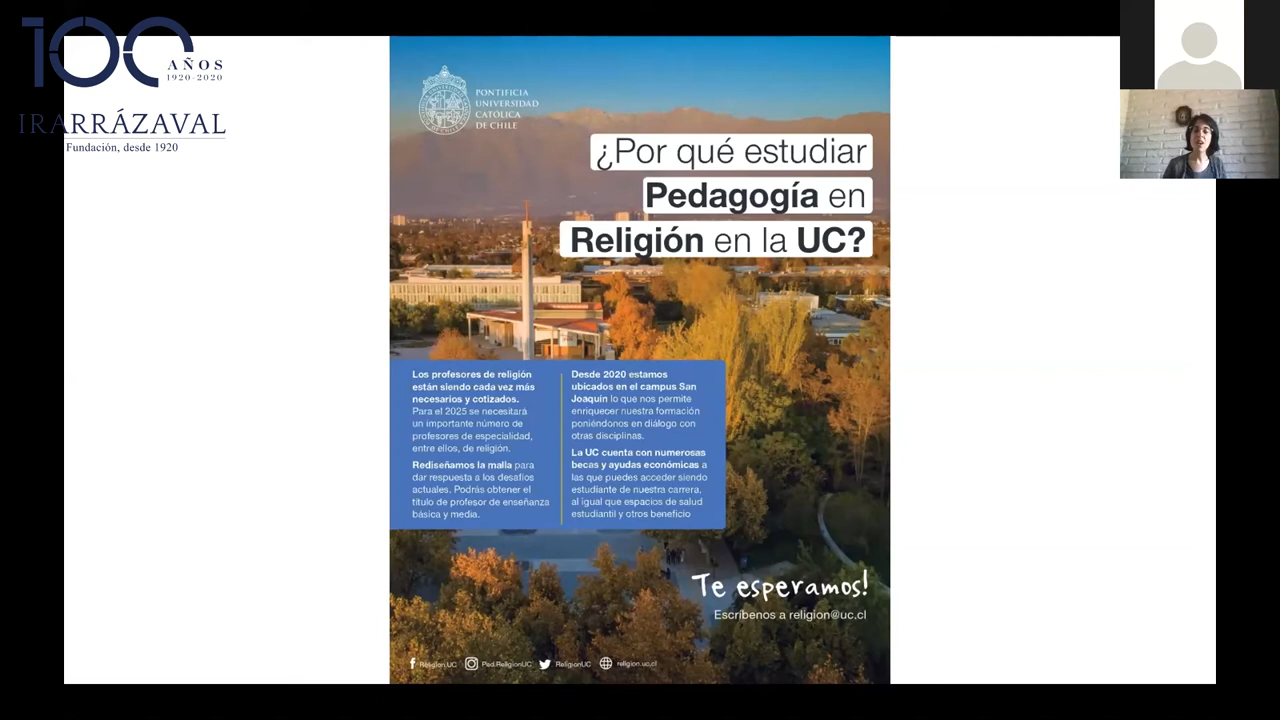 100
AÑOS
1920-2020
IRARRÁZAVAL
Fundación, desde 1920
PONTIFICIA
UNIVERSIDAD
CATÓLICA
DE CHILE
¿Por qué estudiar
Pedagogía en
Religión en la UC?
Los profesores de religión
están siendo cada vez más
necesarios y cotizados.
Para el 2025 se necesitará
un importante número de
profesores de especialidad,
entre ellos, de religión.
Rediseñamos la malla para
dar respuesta a los desafíos
actuales. Podrás obtener el
título de profesor de enseñanza
básica y media.
Desde 2020 estamos
ubicados en el campus San
Joaquín lo que nos permite
enriquecer nuestra formación
poniéndonos en diálogo con
otras disciplinas.
La UC cuenta con numerosas
becas y ayudas económicas a
las que puedes acceder siendo
estudiante de nuestra carrera,
al igual que espacios de salud
estudiantil y otros beneficio
Te esperamos!
Escríbenos a religion@uc.cl
Religion.UC
Ped.ReligionUC
ReligionUC
religion.uc.cl